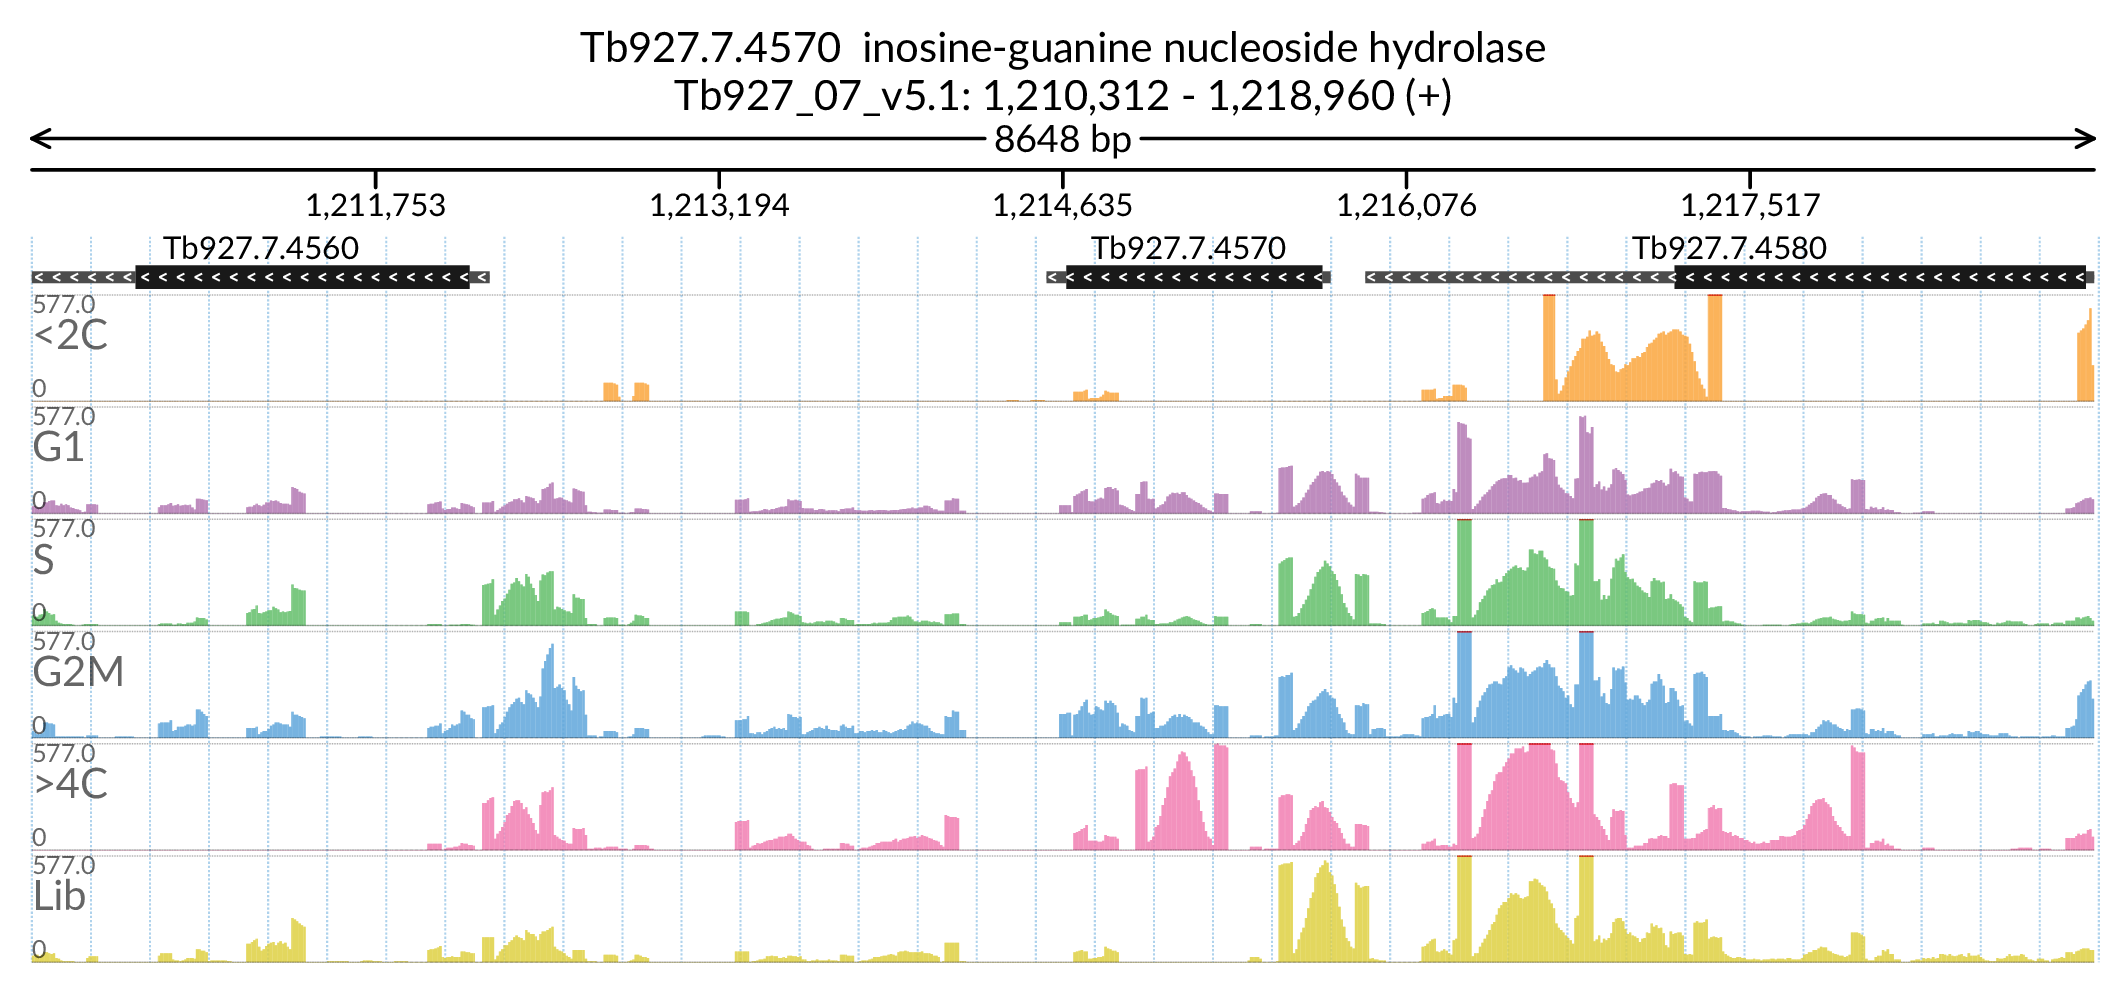 Tb927.7.4570 inosine-guanine nucleoside hydrolase
Tb927_07_v5.1: 1,210,312 - 1,218,960 (+)
8648 bp
1,211,753 1,213,194 1,214,635 1,216,076 1,217,517
Tb927.7.4560 Tb927.7.4570 Tb927.7.4580
577.0
<2C
0
577.0
G1
0
577.0
S
0
577.0
G2M
0
577.0
>4C
0
577.0
Lib
0